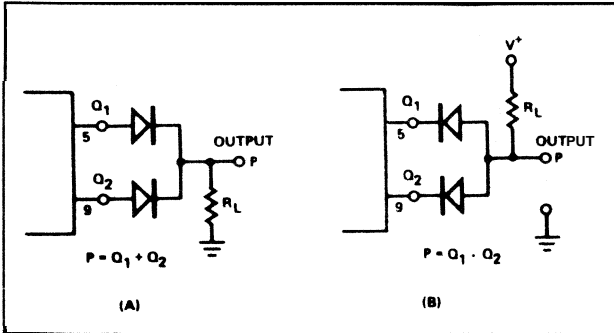 Q1
5
Q2
9
OUTPUT
P
RL
P = Q1 + Q2
(A)
V+
RL
Q1
5
OUTPUT
P
Q2
9
P = Q1 · Q2
(B)